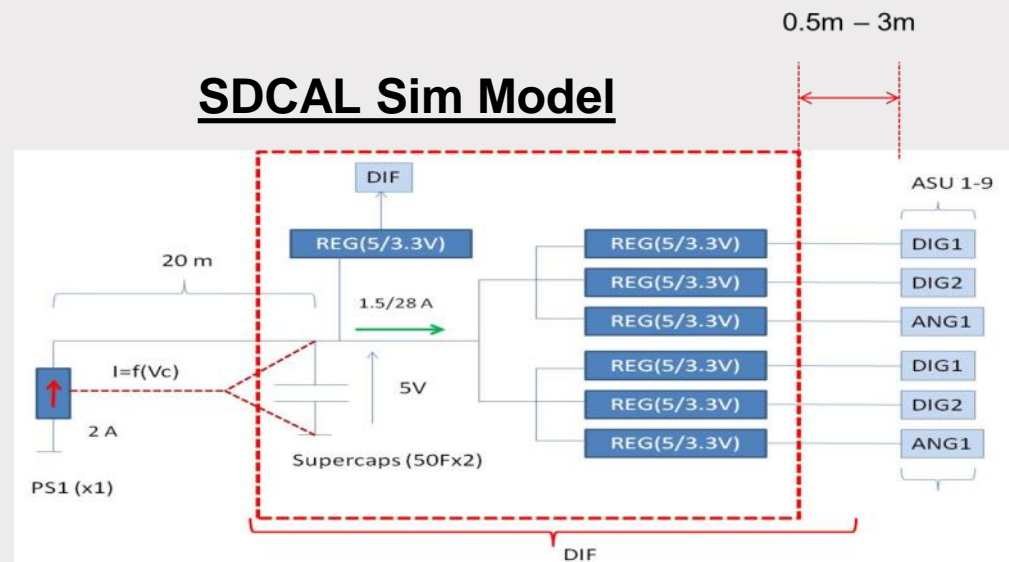 0.5m – 3m
SDCAL Sim Model
DIF
ASU 1-9
REG(5/3.3V)
REG(5/3.3V)
DIG1
20 m
REG(5/3.3V)
DIG2
1.5/28 A
REG(5/3.3V)
ANG1
I=f(Vc)
REG(5/3.3V)
DIG1
5V
REG(5/3.3V)
DIG2
2 A
REG(5/3.3V)
ANG1
Supercaps (50Fx2)
PS1 (x1)
DIF